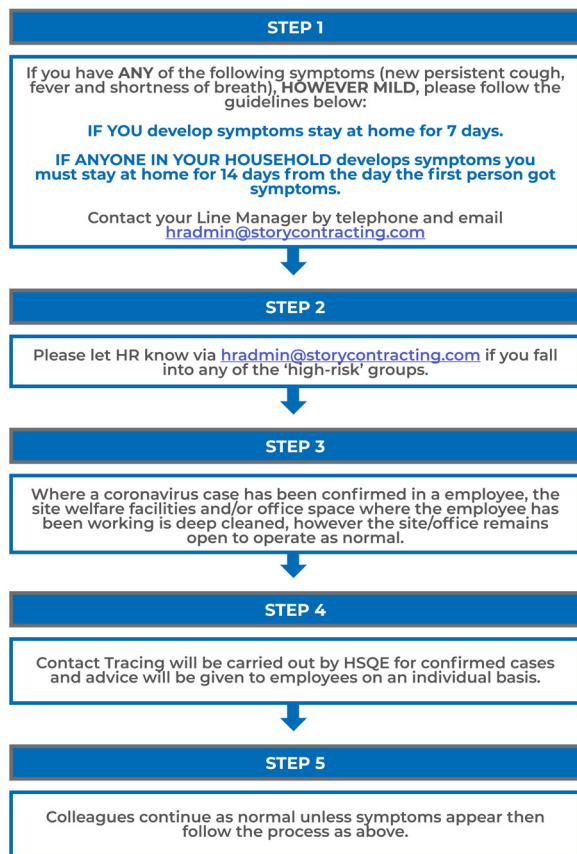 STEP 1
If you have ANY of the following symptoms (new persistent cough,
fever and shortness of breath), HOWEVER MILD, please follow the
guidelines below:
IF YOU develop symptoms stay at home for 7 days.
IF ANYONE IN YOUR HOUSEHOLD develops symptoms you
must stay at home for 14 days from the day the first person got
symptoms.
Contact your Line Manager by telephone and email
hradmin@storycontracting.com
STEP 2
Please let HR know via hradmin@storycontracting.com if you fall
into any of the ‘high-risk’ groups.
STEP 3
Where a coronavirus case has been confirmed in a employee, the
site welfare facilities and/or office space where the employee has
been working is deep cleaned, however the site/office remains
open to operate as normal.
STEP 4
Contact Tracing will be carried out by HSQE for confirmed cases
and advice will be given to employees on an individual basis.
STEP 5
Colleagues continue as normal unless symptoms appear then
follow the process as above.